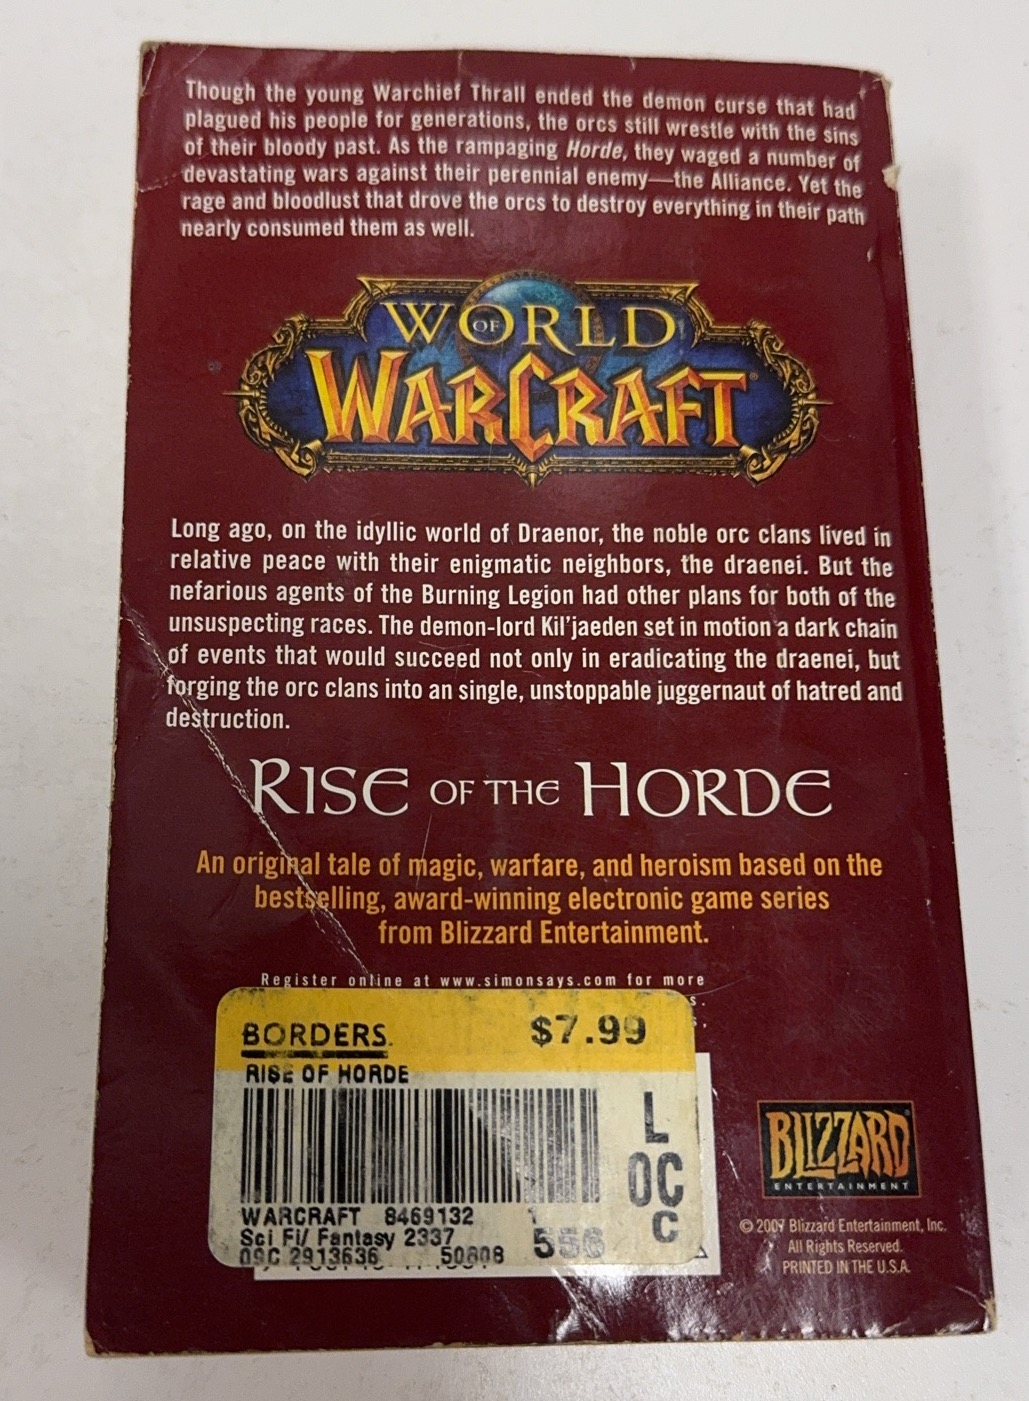 Though the young Warchief Thrall ended the demon curse that had
plagued his people for generations, the orcs still wrestle with the sins
of their bloody past. As the rampaging Horde, they waged a number of
devastating wars against their perennial enemy—the Alliance. Yet the
rage and bloodlust that drove the orcs to destroy everything in their path
nearly consumed them as well.
WORLD
OF
WARCRAFT®
Long ago, on the idyllic world of Draenor, the noble orc clans lived in
relative peace with their enigmatic neighbors, the draenei. But the
nefarious agents of the Burning Legion had other plans for both of the
unsuspecting races. The demon-lord Kil'jaeden set in motion a dark chain
of events that would succeed not only in eradicating the draenei, but
forging the orc clans into an single, unstoppable juggernaut of hatred and
destruction.
RISE OF THE HORDE
An original tale of magic, warfare, and heroism based on the
bestselling, award-winning electronic game series
from Blizzard Entertainment.
Register online at www.simonsays.com for more
s.
s.
BORDERS. $7.99
RISE OF HORDE
L
OC
C
WARCRAFT 8469132 1
Sci Fi/ Fantasy 2337
556
09C 2913636 50808
BLIZZARD®
ENTERTAINMENT
© 2007 Blizzard Entertainment, Inc.
All Rights Reserved.
PRINTED IN THE U.S.A.